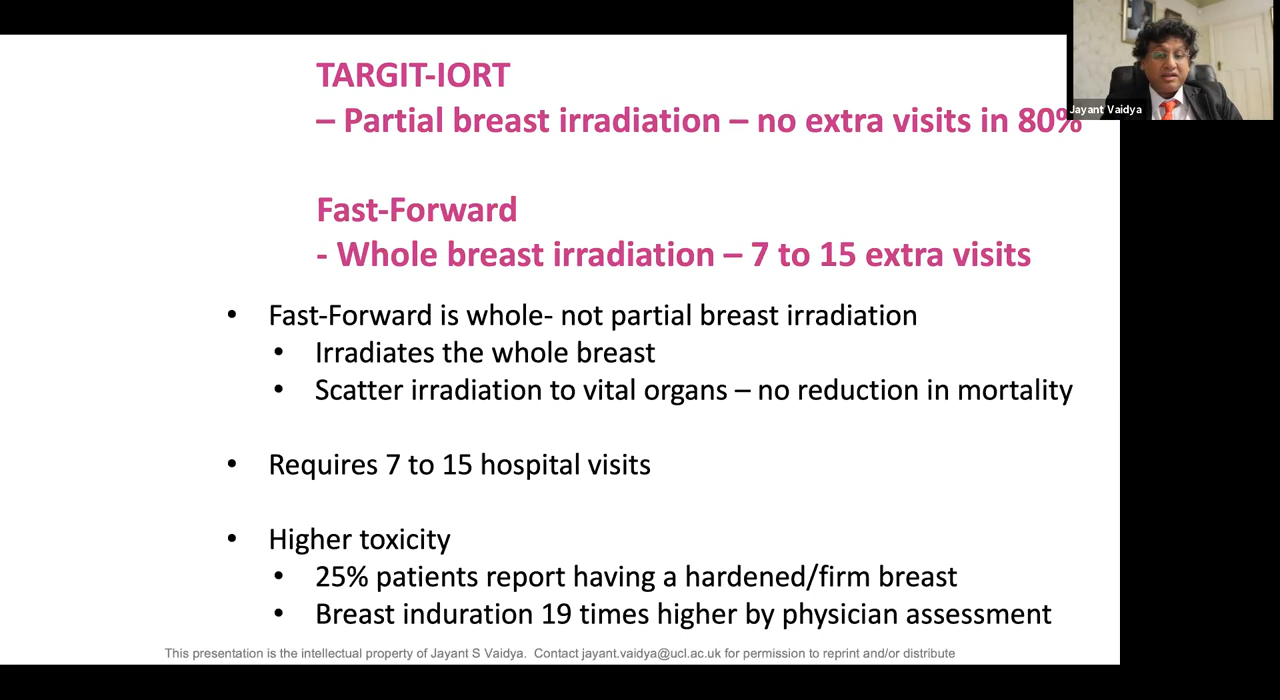 TARGIT-IORT
– Partial breast irradiation – no extra visits in 80%
Jayant Vaidya
Fast-Forward
- Whole breast irradiation – 7 to 15 extra visits
• Fast-Forward is whole- not partial breast irradiation
• Irradiates the whole breast
• Scatter irradiation to vital organs – no reduction in mortality
• Requires 7 to 15 hospital visits
• Higher toxicity
• 25% patients report having a hardened/firm breast
• Breast induration 19 times higher by physician assessment
This presentation is the intellectual property of Jayant S Vaidya. Contact jayant.vaidya@ucl.ac.uk for permission to reprint and/or distribute